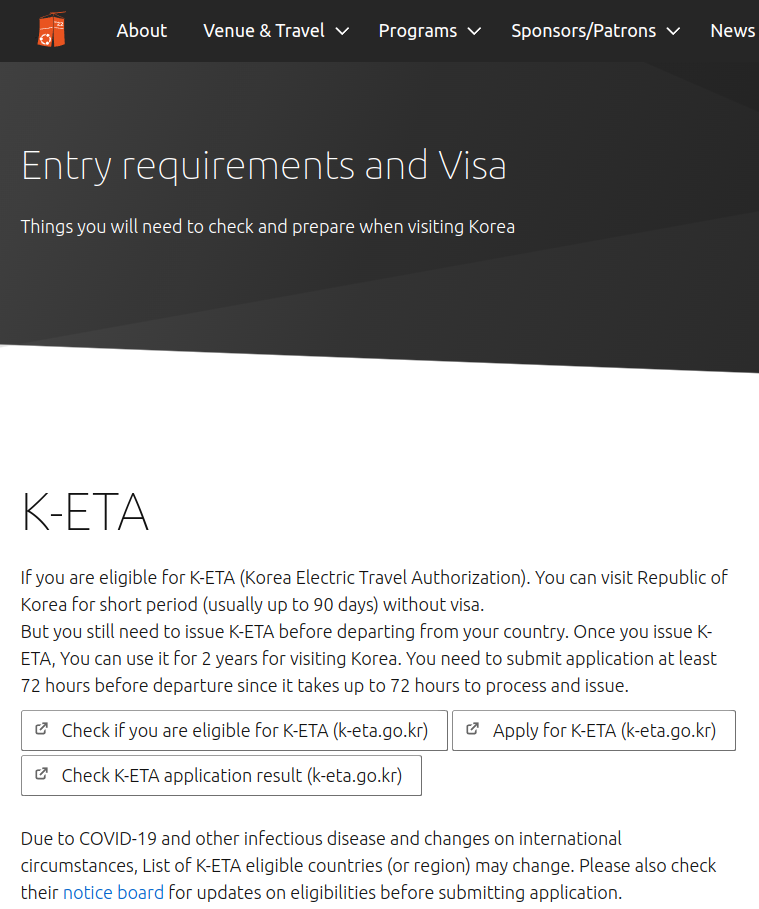 About Venue & Travel Programs Sponsors/Patrons News
Entry requirements and Visa
Things you will need to check and prepare when visiting Korea
K-ETA
If you are eligible for K-ETA (Korea Electric Travel Authorization). You can visit Republic of
Korea for short period (usually up to 90 days) without visa.
But you still need to issue K-ETA before departing from your country. Once you issue K-
ETA, You can use it for 2 years for visiting Korea. You need to submit application at least
72 hours before departure since it takes up to 72 hours to process and issue.
Check if you are eligible for K-ETA (k-eta.go.kr) Apply for K-ETA (k-eta.go.kr)
Check K-ETA application result (k-eta.go.kr)
Due to COVID-19 and other infectious disease and changes on international
circumstances, List of K-ETA eligible countries (or region) may change. Please also check
their notice board for updates on eligibilities before submitting application.